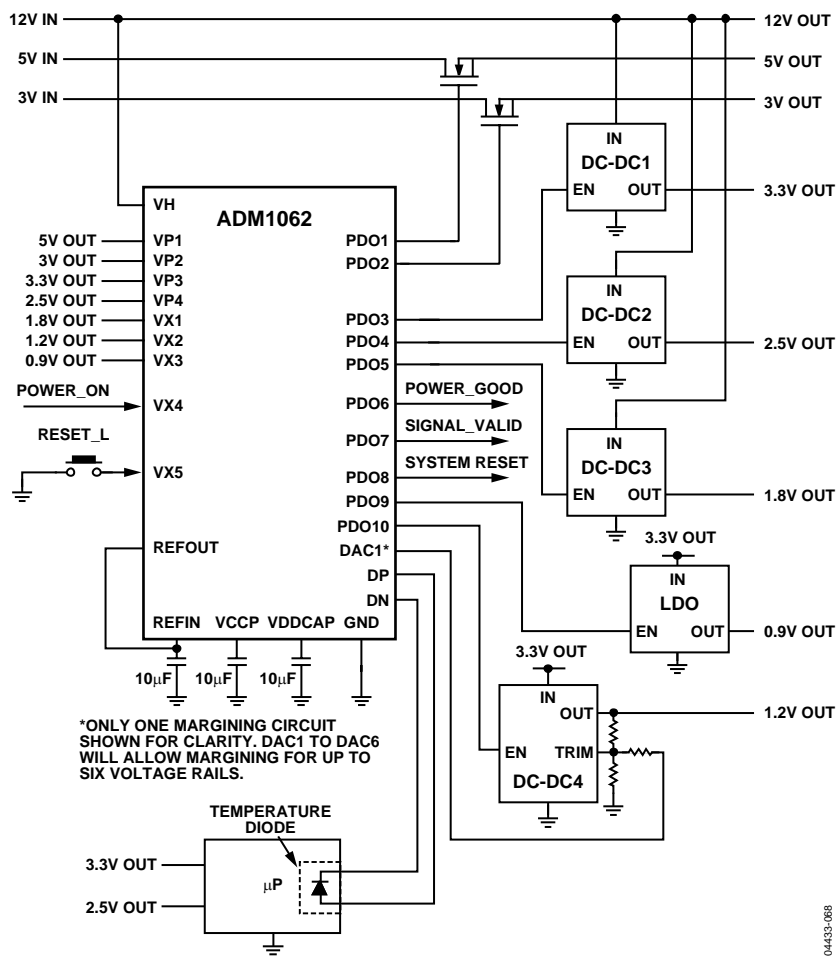 12V IN
12V OUT
5V IN
5V OUT
3V IN
3V OUT
IN
DC-DC1
EN OUT
3.3V OUT
VH
ADM1062
5V OUT VP1
3V OUT VP2
3.3V OUT VP3
2.5V OUT VP4
1.8V OUT VX1
1.2V OUT VX2
0.9V OUT VX3
POWER_ON
VX4
RESET_L
VX5
REFOUT
REFIN VCCP VDDCAP GND
PDO1
PDO2
PDO3
PDO4
PDO5
PDO6
POWER_GOOD
PDO7
SIGNAL_VALID
PDO8
SYSTEM RESET
PDO9
PDO10
DAC1*
DP
DN
IN
DC-DC2
EN OUT
2.5V OUT
IN
DC-DC3
EN OUT
1.8V OUT
3.3V OUT
IN
LDO
EN OUT
0.9V OUT
10μF 10μF 10μF
3.3V OUT
IN
OUT
1.2V OUT
EN TRIM
DC-DC4
*ONLY ONE MARGINING CIRCUIT
SHOWN FOR CLARITY. DAC1 TO DAC6
WILL ALLOW MARGINING FOR UP TO
SIX VOLTAGE RAILS.
TEMPERATURE
DIODE
3.3V OUT
μP
2.5V OUT
04433-068